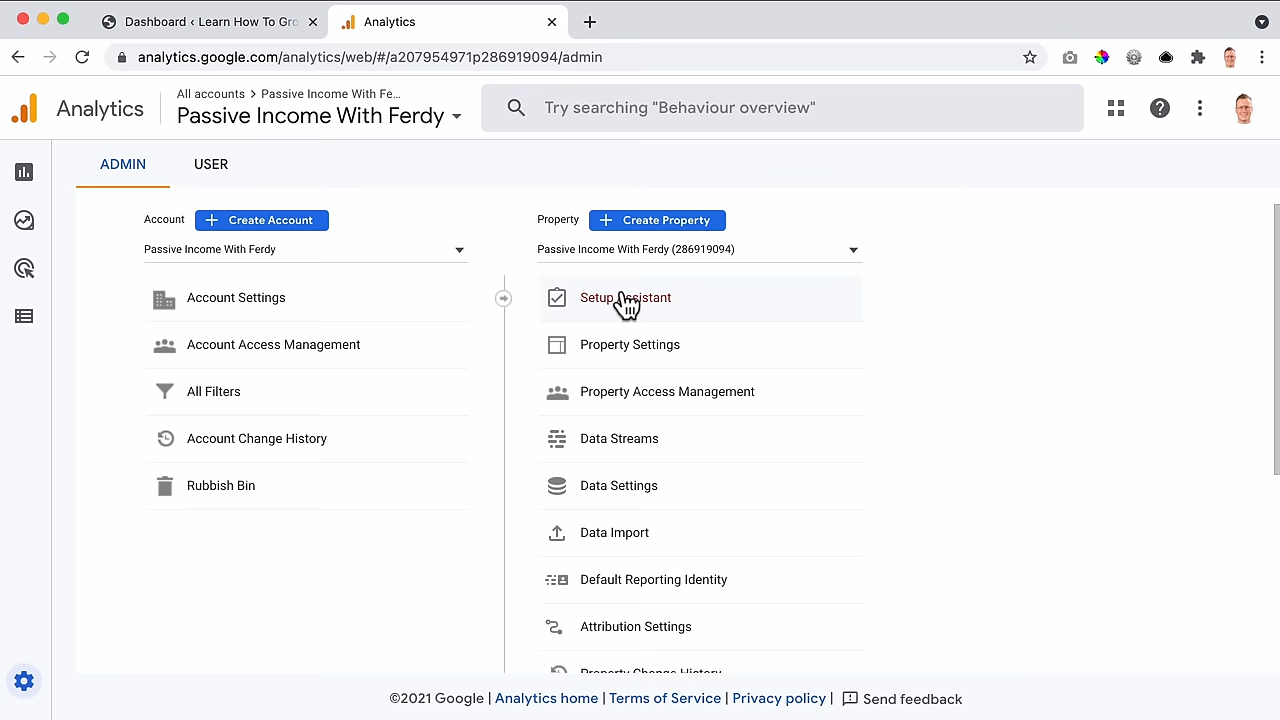 Dashboard ‹ Learn How To Gro
Analytics
analytics.google.com/analytics/web/#/a207954971p286919094/admin
Analytics
All accounts > Passive Income With Fe...
Passive Income With Ferdy
Try searching "Behaviour overview"
ADMIN
USER
Account
Create Account
Passive Income With Ferdy
Account Settings
Account Access Management
All Filters
Account Change History
Rubbish Bin
Property
Create Property
Passive Income With Ferdy (286919094)
Setup Assistant
Property Settings
Property Access Management
Data Streams
Data Settings
Data Import
Default Reporting Identity
Attribution Settings
Property Change History
©2021 Google | Analytics home | Terms of Service | Privacy policy | Send feedback